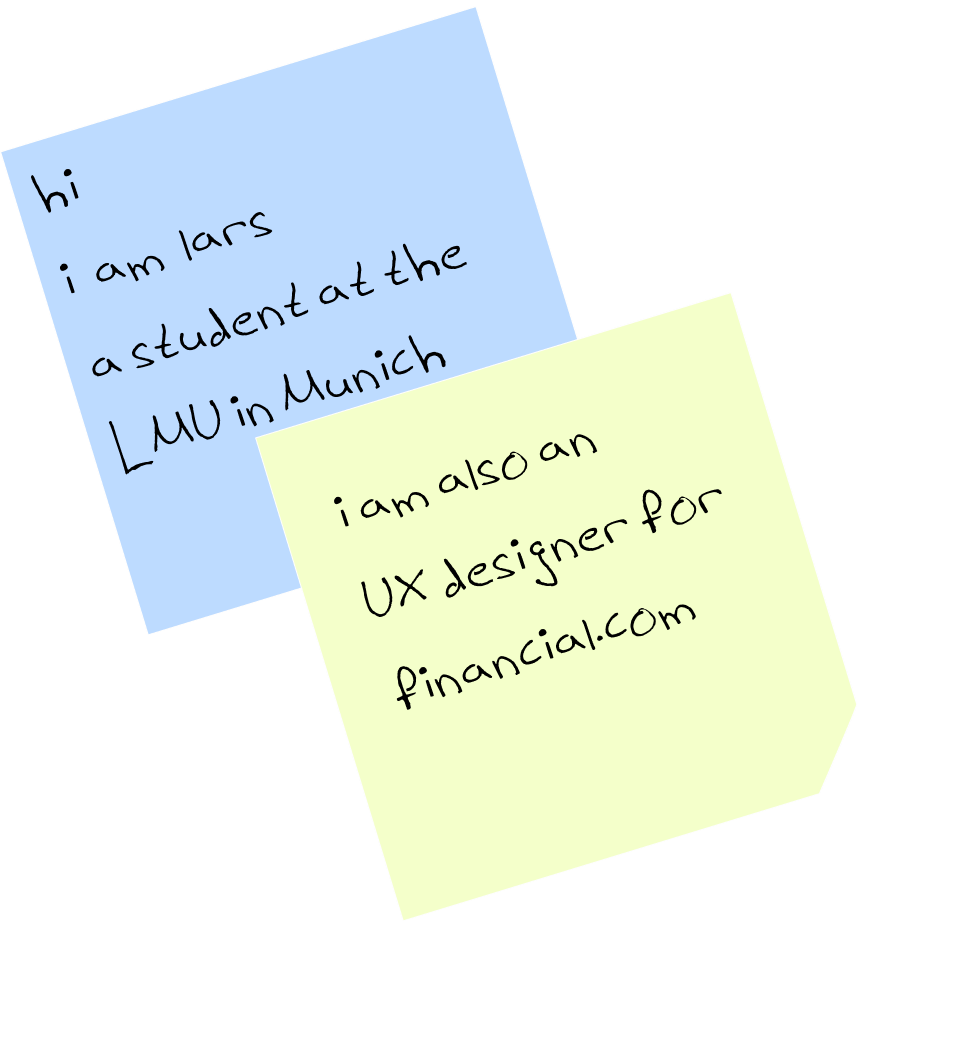 hi
i am lars
a student at the
LMU in Munich
i am also an
UX designer for
financial.com